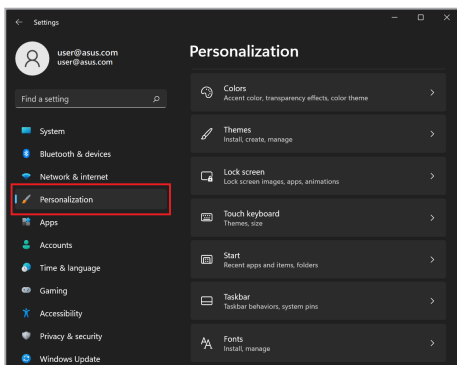 Settings
user@asus.com
user@asus.com
Find a setting
System
Bluetooth & devices
Network & internet
Personalization
Apps
Accounts
Time & language
Gaming
Accessibility
Privacy & security
Windows Update
Personalization
Colors
Accent color, transparency effects, color theme
Themes
Install, create, manage
Lock screen
Lock screen images, apps, animations
Touch keyboard
Themes, size
Start
Recent apps and items, folders
Taskbar
Taskbar behaviors, system pins
Fonts
Install, manage